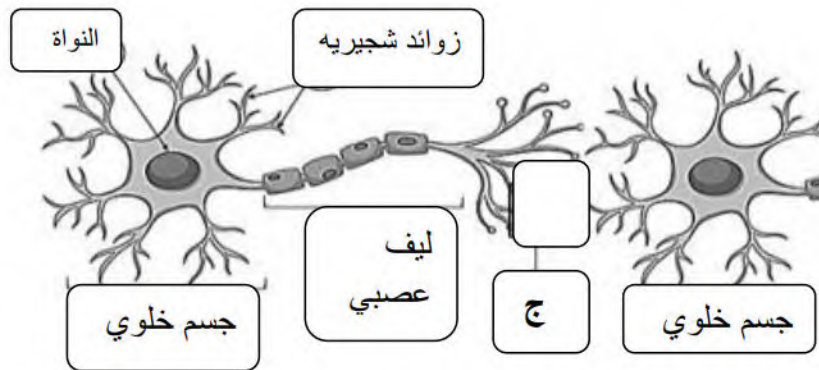 النواة
زوائد شجيريه
ليف
عصبي
ج
جسم خلوي
جسم خلوي